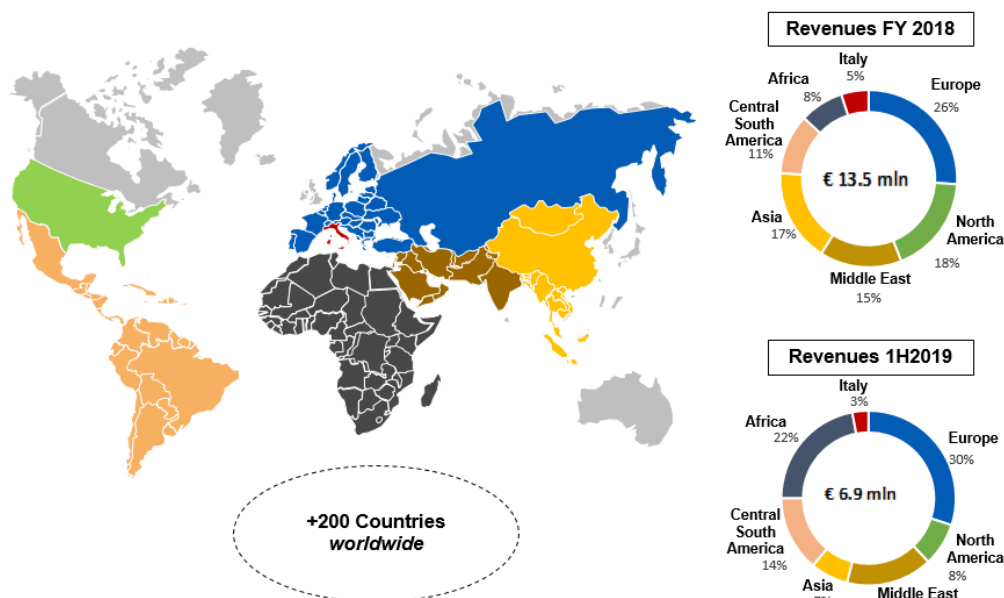 Revenues FY 2018
Italy
5%
Africa
8%
Europe
26%
Central
South
America
11%
€ 13.5 mln
Asia
17%
North
America
18%
Middle East
15%
Revenues 1H2019
Italy
3%
Africa
22%
Europe
30%
€ 6.9 mln
Central
South
America
14%
North
America
8%
Asia
Middle East
+200 Countries
worldwide